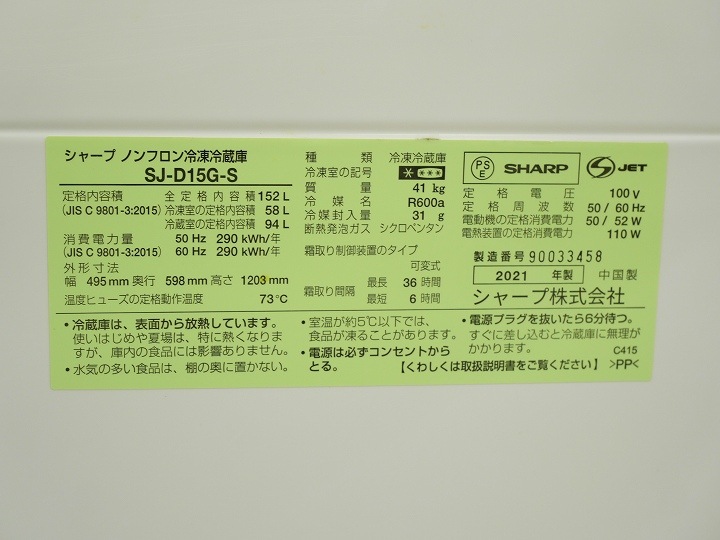 シャープ ノンフロン冷凍冷蔵庫
SJ-D15G-S
定格内容積 全定格内容積 152 L
(JIS C 9801-3:2015) 冷凍室の定格内容積 58 L
冷蔵室の定格内容積 94 L
消費電力量 50 Hz 290 kWh/年
(JIS C 9801-3:2015) 60 Hz 290 kWh/年
外形寸法
幅 495 mm 奥行 598 mm 高さ 1203 mm
温度ヒューズの定格動作温度 73℃
種類 冷凍冷蔵庫
冷凍室の記号 * ***
質量 41 kg
冷媒名 R600a
冷媒封入量 31 g
断熱発泡ガス シクロペンタン
霜取り制御装置のタイプ
可変式
霜取り間隔 最長 36 時間
最短 6 時間
PSE SHARP S JET
定格電圧 100 V
定格周波数 50 / 60 Hz
電動機の定格消費電力 50 / 52 W
電熱装置の定格消費電力 110 W
製造番号 90033458
2021 年製 中国製
シャープ株式会社
・冷蔵庫は、表面から放熱しています。
使いはじめや夏場は、特に熱くなりま
すが、庫内の食品には影響ありません。
・水気の多い食品は、棚の奥に置かない。
・室温が約5℃以下では、
食品が凍ることがあります。
・電源は必ずコンセントから
とる。
・電源プラグを抜いたら6分待つ。
すぐに差し込むと冷蔵庫に無理が
かかります。 C415
【くわしくは取扱説明書をご覧ください】 >PP<